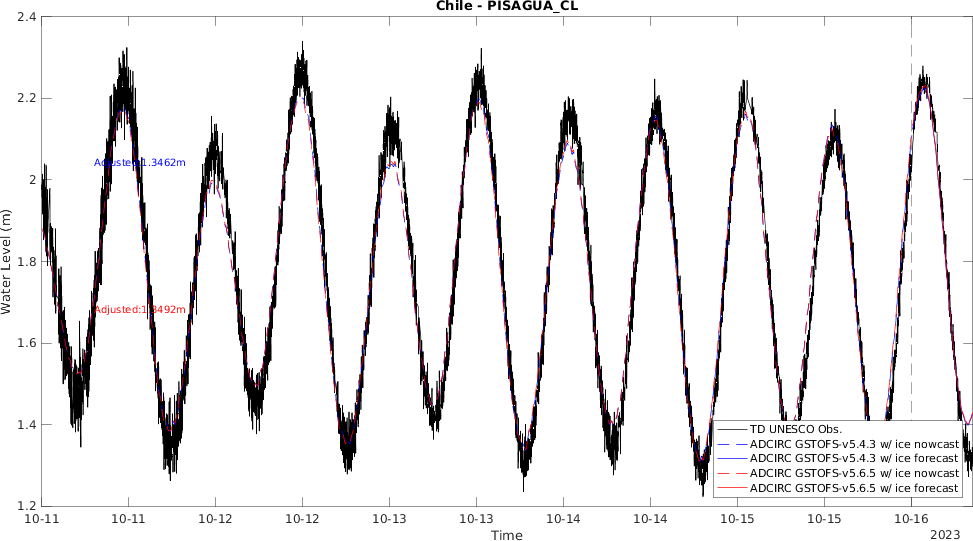 Chile - PISAGUA_CL
2.4
2.2
2
1.8
1.6
1.4
1.2
Water Level (m)
Adjusted:1.3462m
Adjusted:1.3492m
TD UNESCO Obs.
ADCIRC GSTOFS-v5.4.3 w/ ice nowcast
ADCIRC GSTOFS-v5.4.3 w/ ice forecast
ADCIRC GSTOFS-v5.6.5 w/ ice nowcast
ADCIRC GSTOFS-v5.6.5 w/ ice forecast
10-11 10-11 10-12 10-12 10-13 10-13 10-14 10-14 10-15 10-15 10-16
Time
2023